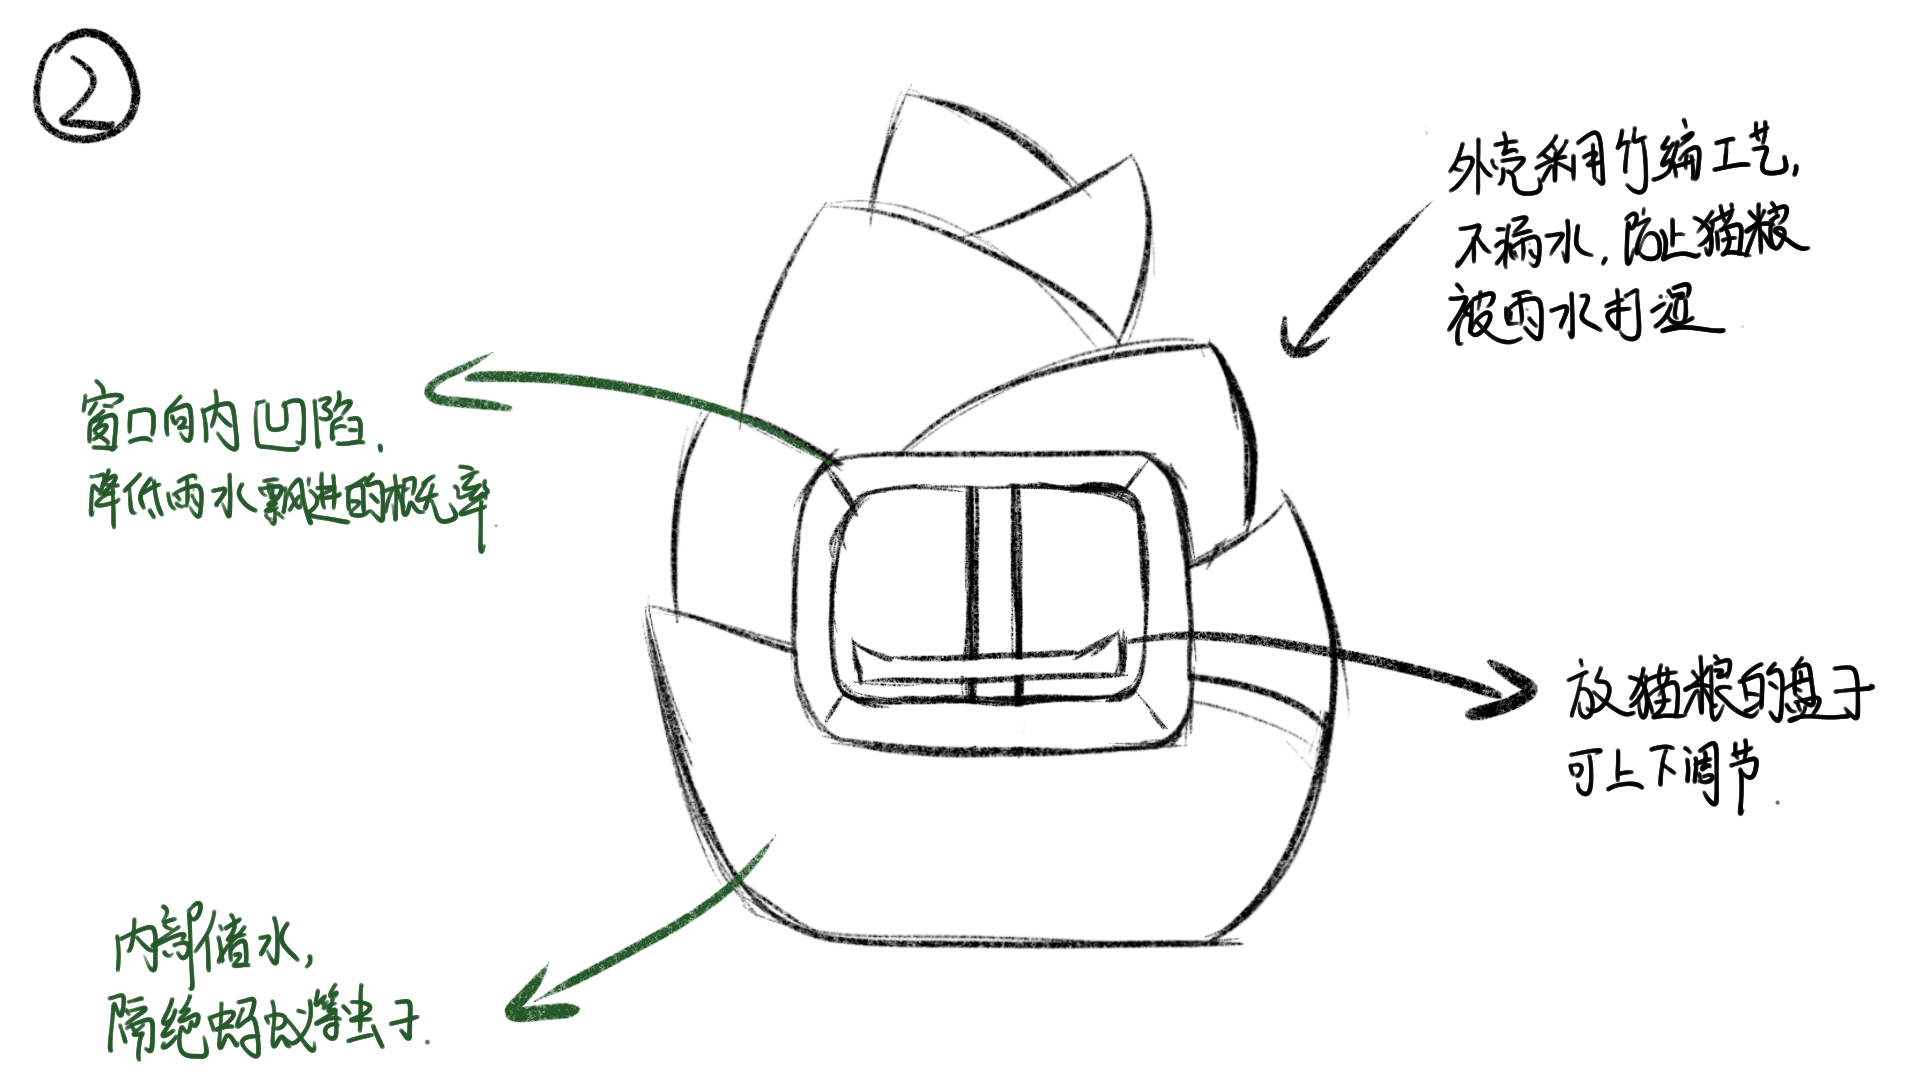 ②
外壳采用竹编工艺,
不漏水,防止猫粮
被雨水打湿
窗口向内凹陷.
降低雨水飘进的概率.
放猫粮的盘子
可上下调节.
内部储水,
隔绝蚂蚁等虫子.